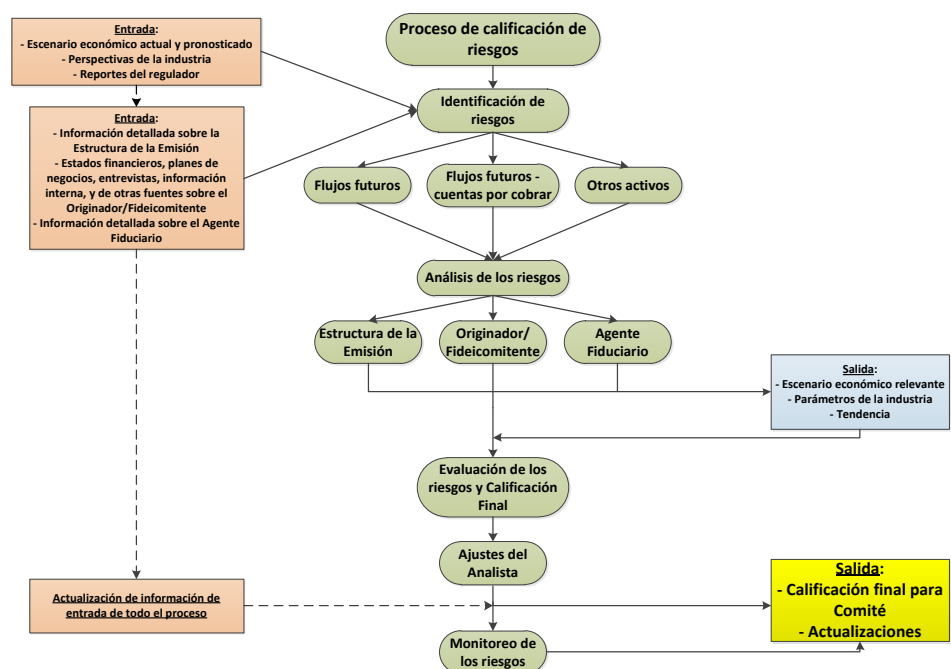 Proceso de calificación de
riesgos
Entrada:
- Escenario económico actual y pronosticado
- Perspectivas de la industria
- Reportes del regulador
Identificación de
riesgos
Entrada:
- Información detallada sobre la
Estructura de la Emisión
- Estados financieros, planes de
negocios, entrevistas, información
interna, y de otras fuentes sobre el
Originador/Fideicomitente
- Información detallada sobre el Agente
Fiduciario
Flujos futuros
Flujos futuros -
cuentas por cobrar
Otros activos
Análisis de los riesgos
Estructura de la
Emisión
Originador/
Fideicomitente
Agente
Fiduciario
Salida:
- Escenario económico relevante
- Parámetros de la industria
- Tendencia
Evaluación de los
riesgos y Calificación
Final
Ajustes del
Analista
Actualización de información de
entrada de todo el proceso
Salida:
- Calificación final para
Comité
- Actualizaciones
Monitoreo de
los riesgos